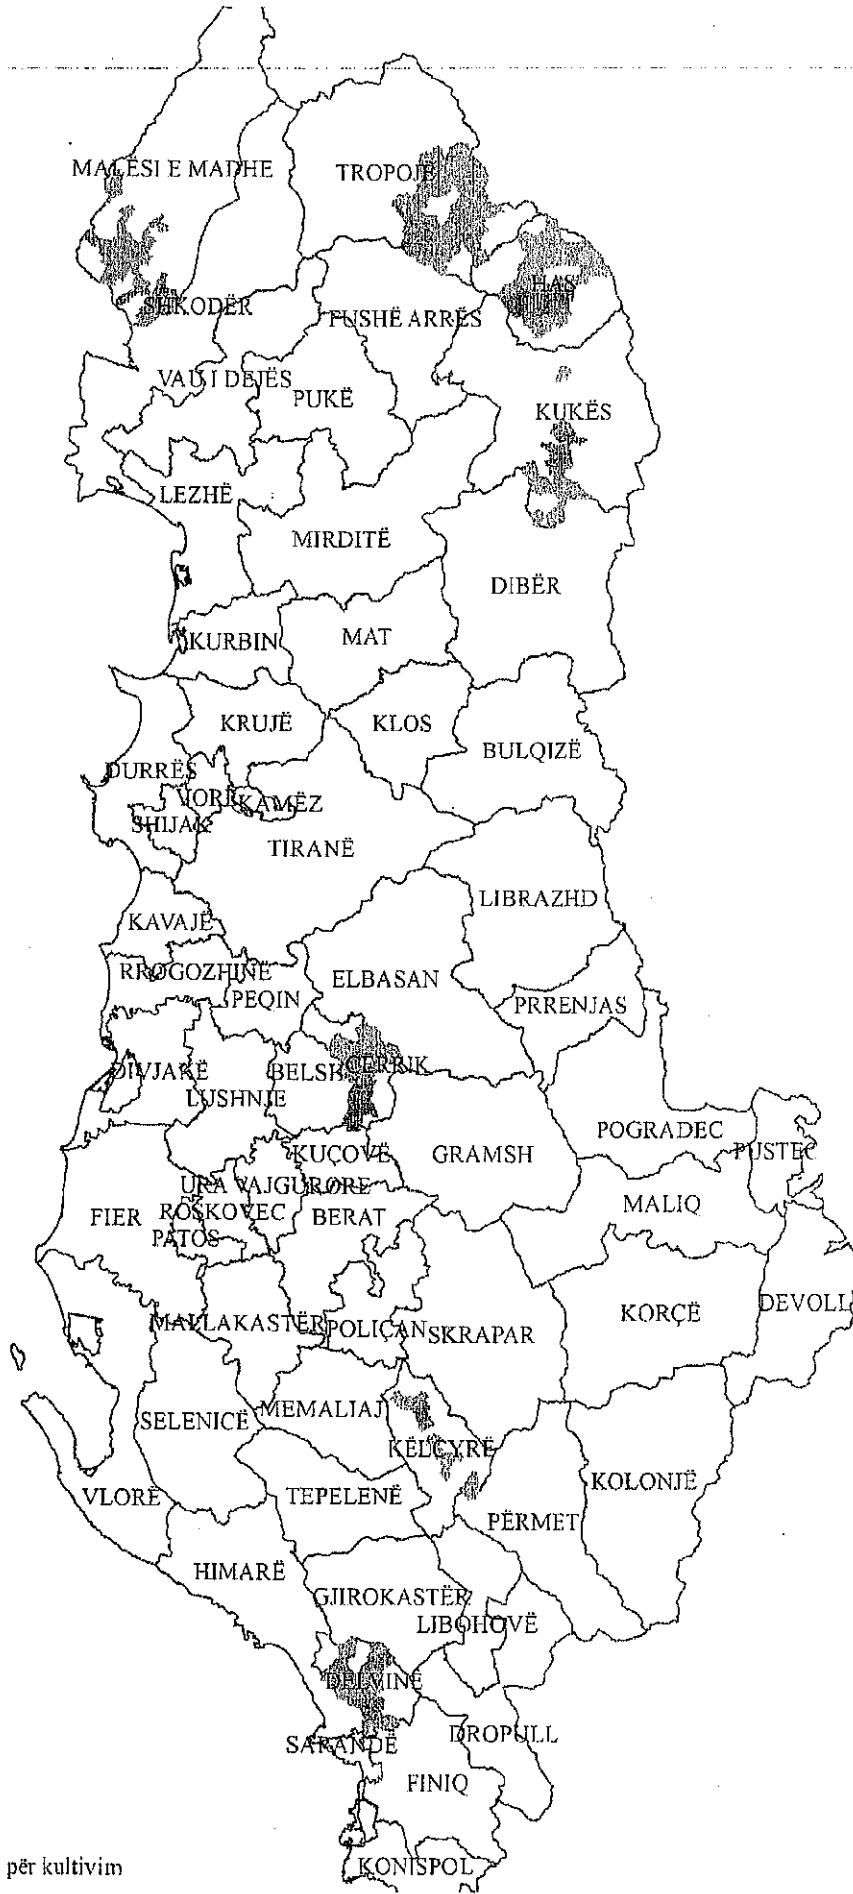 MALËSI E MADHE
TROPOJË
HAS
SHKODËR
FUSHË ARRËS
VAU I DEJËS
PUKË
KUKËS
LEZHË
MIRDITË
DIBËR
KURBIN
MAT
KRUJË
KLOS
BULQIZË
DURRËS
VORË
KAMËZ
SHIJAK
TIRANË
LIBRAZHD
KAVAJË
RROGOZHINË
ELBASAN
PEQIN
PRRENJAS
DIVJAKË
BELSH
CERRIK
LUSHNJE
POGRADEC
PUSTEC
KUÇOVË
GRAMSH
URA VAJGURORE
MALIQ
FIER
ROSKOVEC
BERAT
PATOS
DEVOLL
KORÇË
MALLAKASTËR
POLIÇAN
SKRAPAR
MEMALIAJ
SELENICË
KËLCYRË
KOLONJË
VLORË
TEPELENË
PËRMET
HIMARË
GJIROKASTËR
LIBOHOVË
DELVINË
DROPULL
SARANDË
FINIQ
KONISPOL
për kultivim